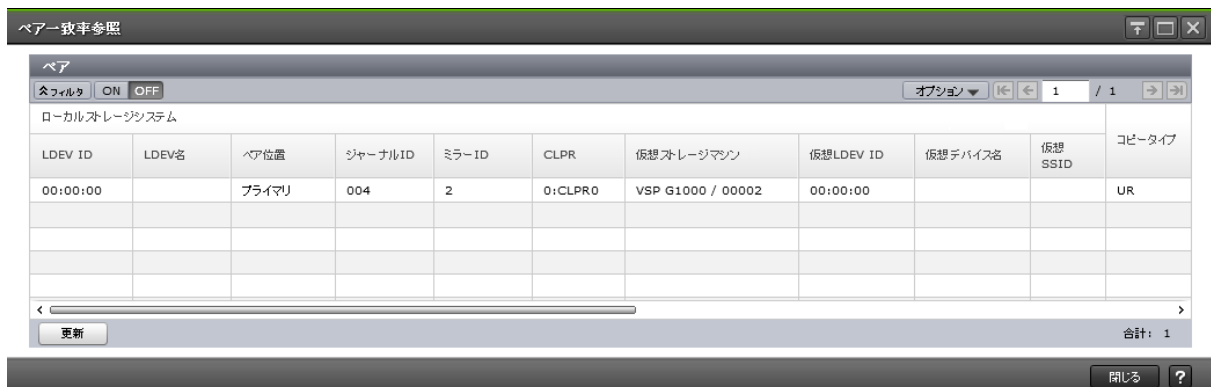 ペアー致率参照
ペア
フィルタ ON OFF オプション 1 / 1
ローカルストレージシステム
LDEV ID LDEV名 ペア位置 ジャーナルID ミラーID CLPR 仮想ストレージマシン 仮想LDEV ID 仮想デバイス名 仮想 SSID コピータイプ
00:00:00 プライマリ 004 2 0:CLPR0 VSP G1000 / 00002 00:00:00 UR
更新 合計: 1
閉じる ?